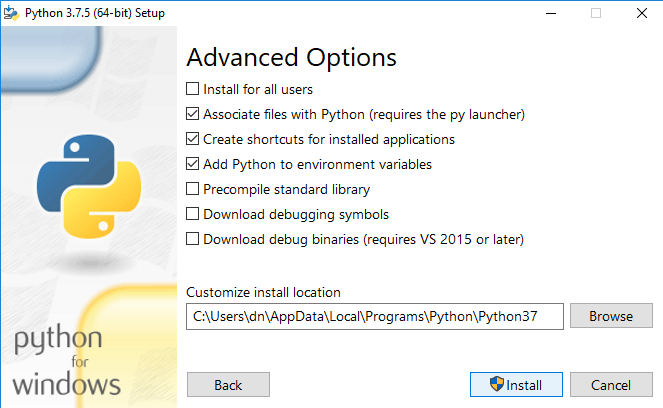 Python 3.7.5 (64-bit) Setup
Advanced Options
Install for all users
Associate files with Python (requires the py launcher)
Create shortcuts for installed applications
Add Python to environment variables
Precompile standard library
Download debugging symbols
Download debug binaries (requires VS 2015 or later)
Customize install location
C:\Users\dn\AppData\Local\Programs\Python\Python37
Browse
python
for
windows
Back
Install
Cancel